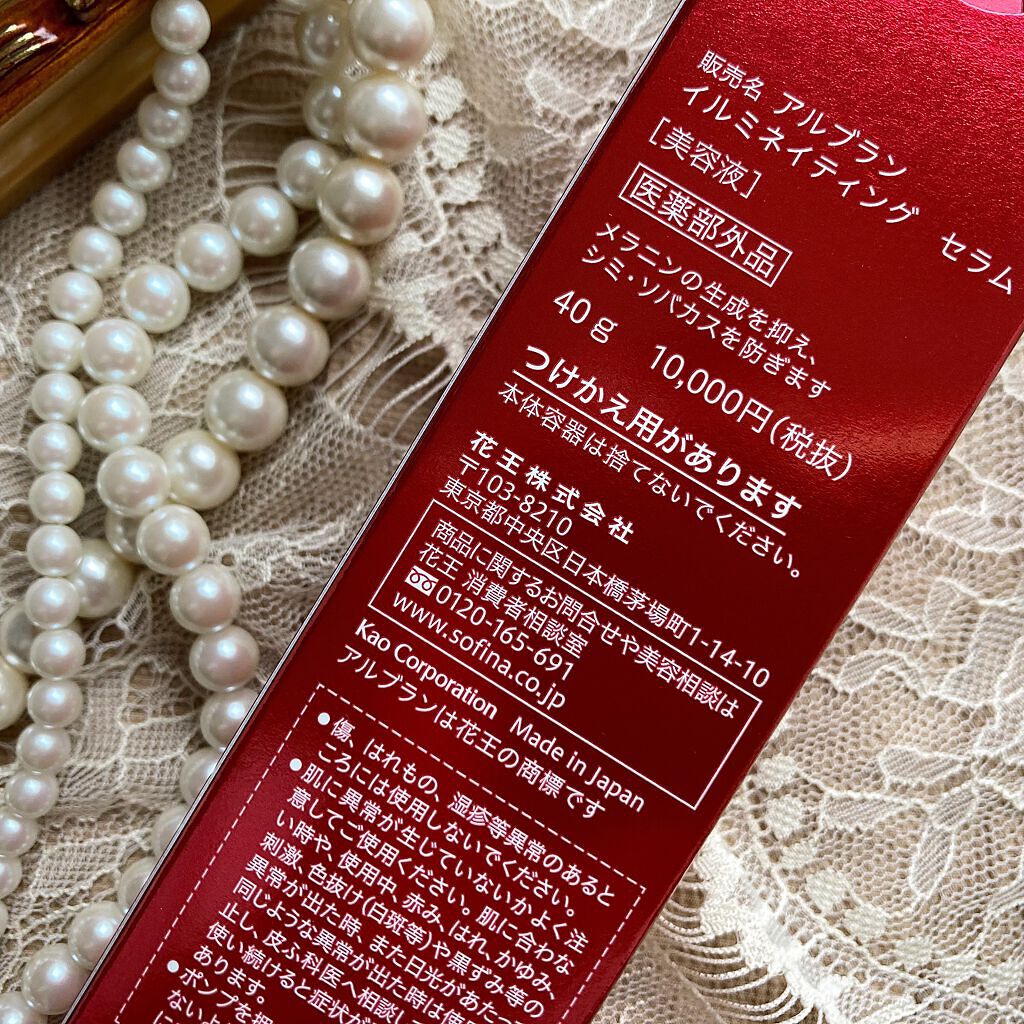 販売名 アルブラン
イルミネイティング セラム
[美容液]
医薬部外品
メラニンの生成を抑え、
シミ・ソバカスを防ぎます
40g 10,000円(税抜)
つけかえ用があります
本体容器は捨てないでください。
花王株式会社
〒103-8210
東京都中央区日本橋茅場町1-14-10
商品に関するお問合せや美容相談は
花王 消費者相談室
0120-165-691
www.sofina.co.jp
Kao Corporation Made in Japan
アルブランは花王の商標です
●傷、はれもの、湿疹等異常のあると
ころには使用しないでください。
●肌に異常が生じていないかよく注
意してご使用ください。肌に合わな
い時や、使用中、赤み、はれ、かゆみ、
刺激、色抜け(白斑等)や黒ずみ等の
異常が出た時、また日光があたって
同じような異常が出た時は使用
止し、皮ふ科医へ相談し
使い続けると症状が
あります。
●ポンプを押
ないよ